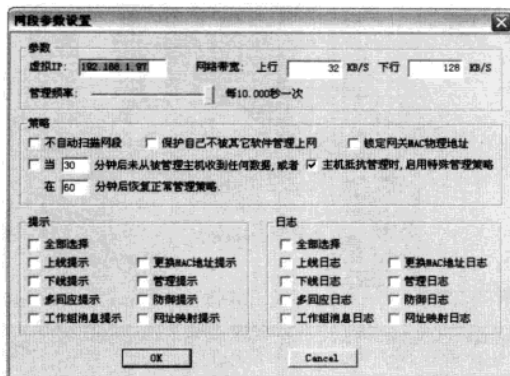 网段参数设置
参数
虚拟IP: 192.168.1.97 网络带宽: 上行 32 KB/S 下行 128 KB/S
管理频率: 每10.000秒一次
策略
不自动扫描网段 保护自己不被其它软件管理上网 锁定网关MAC物理地址
当 30 分钟后未从被管理主机收到任何数据,或者 主机抵抗管理时,启用特殊管理策略
在 60 分钟后恢复正常管理策略.
提示 日志
全部选择 全部选择
上线提示 更换MAC地址提示 上线日志 更换MAC地址日志
下线提示 管理提示 下线日志 管理日志
多回应提示 防御提示 多回应日志 防御日志
工作组消息提示 网址映射提示 工作组消息日志 网址映射日志
OK Cancel